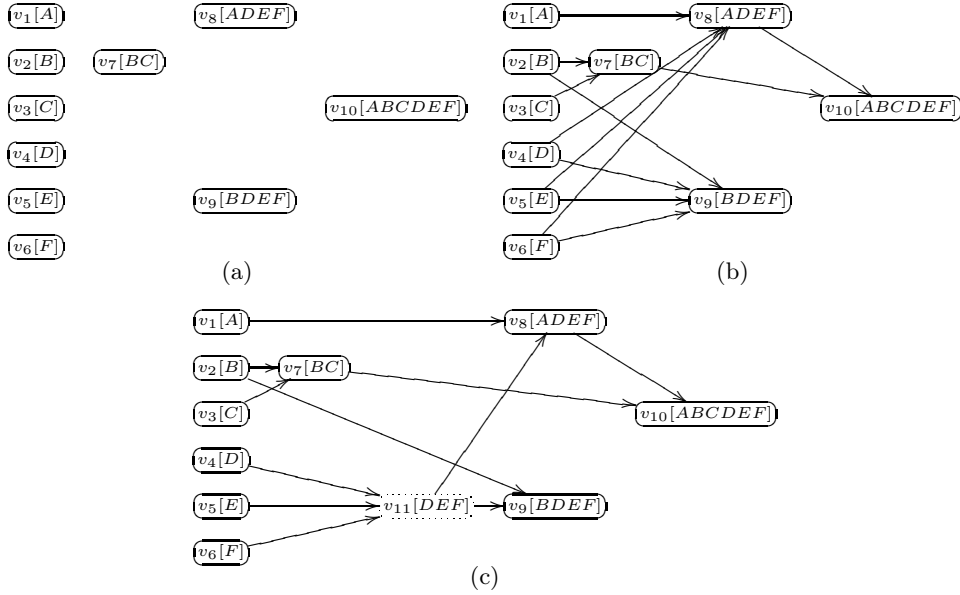 v₁[A] v₈[ADEF]
v₂[B] v₇[BC]
v₃[C] v₁₀[ABCDEF]
v₄[D]
v₅[E] v₉[BDEF]
v₆[F]
(a)
v₁[A] v₈[ADEF]
v₂[B] v₇[BC]
v₃[C] v₁₀[ABCDEF]
v₄[D]
v₅[E] v₉[BDEF]
v₆[F]
(b)
v₁[A] v₈[ADEF]
v₂[B] v₇[BC]
v₃[C] v₁₀[ABCDEF]
v₄[D]
v₅[E] v₁₁[DEF] v₉[BDEF]
v₆[F]
(c)